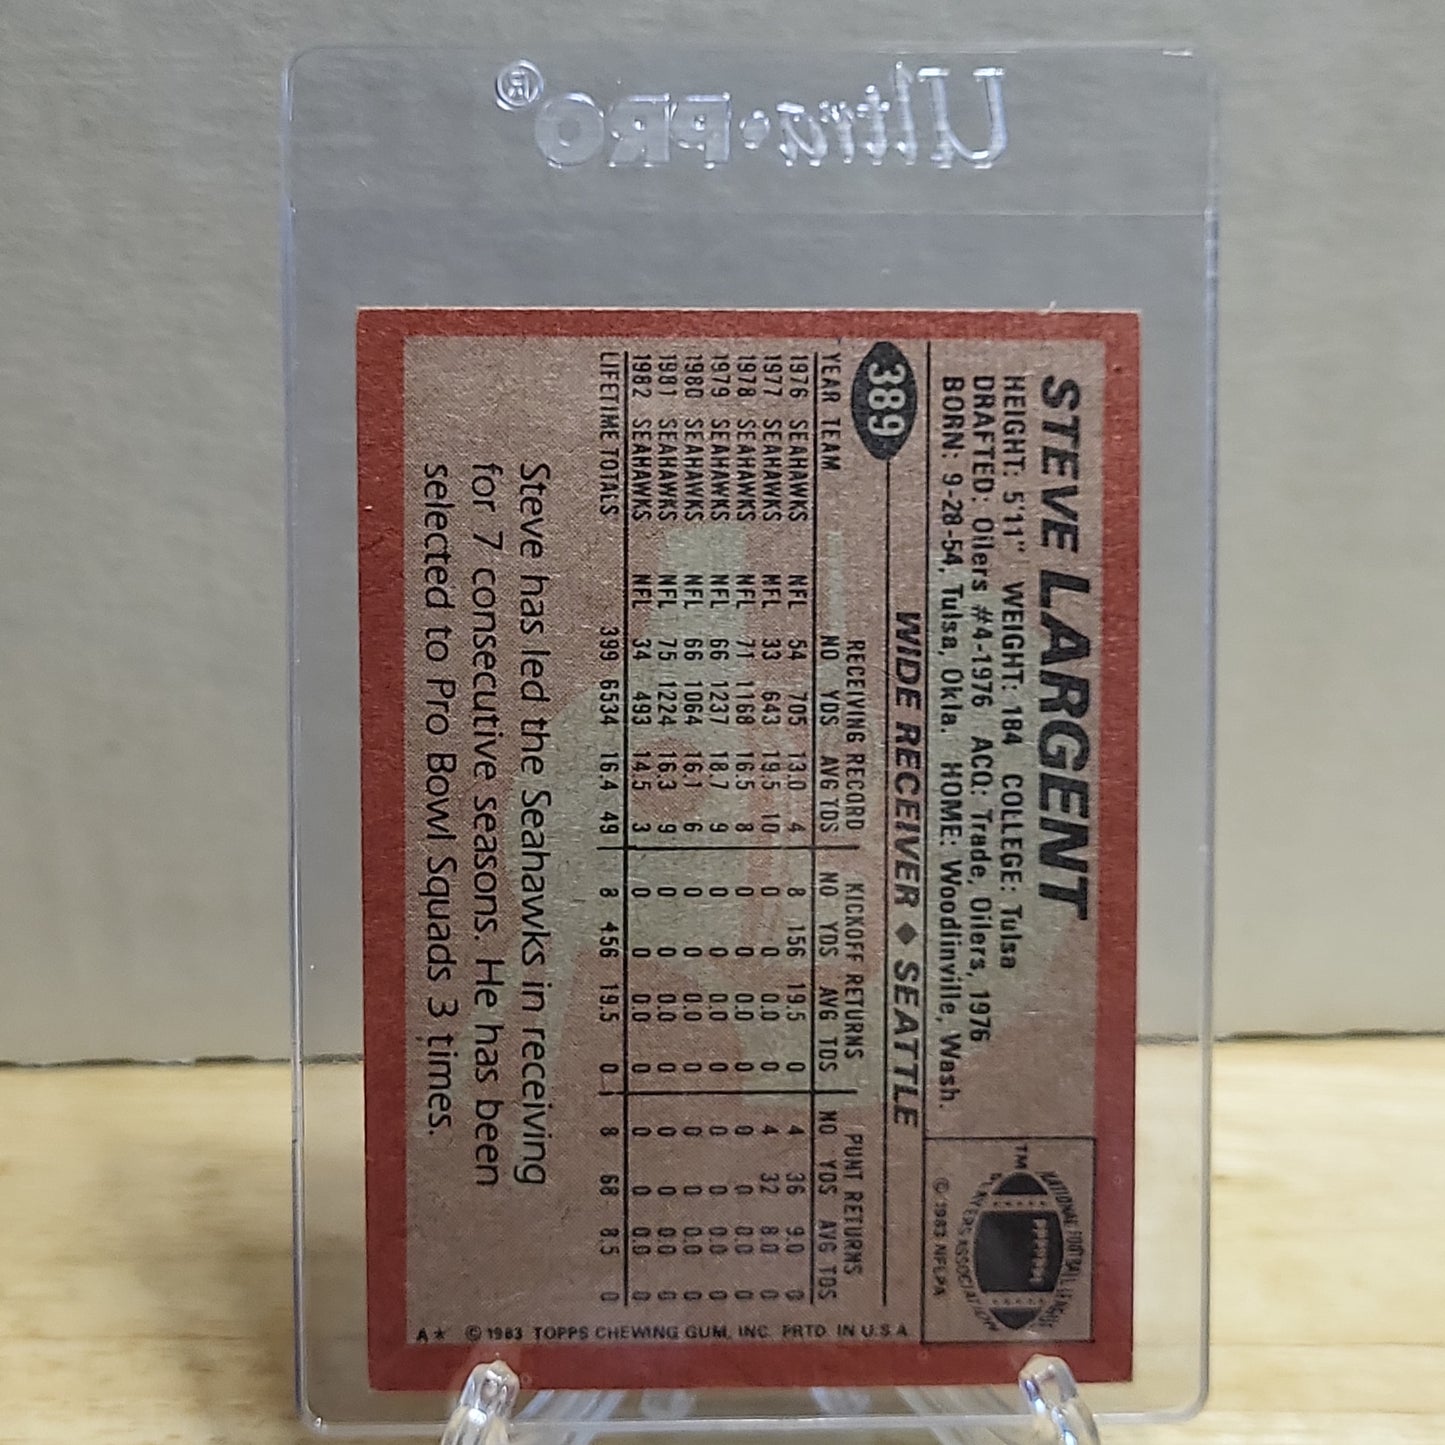 Ultra•PRO®
STEVE LARGENT
HEIGHT: 5'11" WEIGHT: 184 COLLEGE: Tulsa
DRAFTED: Oilers #4-1976 ACQ: Trade, Oilers, 1976
BORN: 9-28-54, Tulsa, Okla. HOME: Woodinville, Wash.
NATIONAL FOOTBALL LEAGUE
PLAYERS
PLAYERS ASSOCIATION
TM
© 1983 NFLPA
389
WIDE RECEIVER ◆ SEATTLE
RECEIVING RECORD KICKOFF RETURNS PUNT RETURNS
YEAR TEAM NO YDS AVG TDS NO YDS AVG TDS NO YDS AVG TDS
1976 SEAHAWKS NFL 54 705 13.0 4 8 156 19.5 0 4 36 9.0 0
1977 SEAHAWKS NFL 33 643 19.5 10 0 0 0.0 0 4 32 8.0 0
1978 SEAHAWKS NFL 71 1168 16.5 8 0 0 0.0 0 0 0 0.0 0
1979 SEAHAWKS NFL 66 1237 18.7 9 0 0 0.0 0 0 0 0.0 0
1980 SEAHAWKS NFL 66 1064 16.1 6 0 0 0.0 0 0 0 0.0 0
1981 SEAHAWKS NFL 75 1224 16.3 9 0 0 0.0 0 0 0 0.0 0
1982 SEAHAWKS NFL 34 493 14.5 3 0 0 0.0 0 0 0 0.0 0
LIFETIME TOTALS 399 6534 16.4 49 8 456 19.5 0 8 68 8.5 0
Steve has led the Seahawks in receiving
for 7 consecutive seasons. He has been
selected to Pro Bowl Squads 3 times.
A* © 1983 TOPPS CHEWING GUM, INC. PRTD. IN U.S.A.